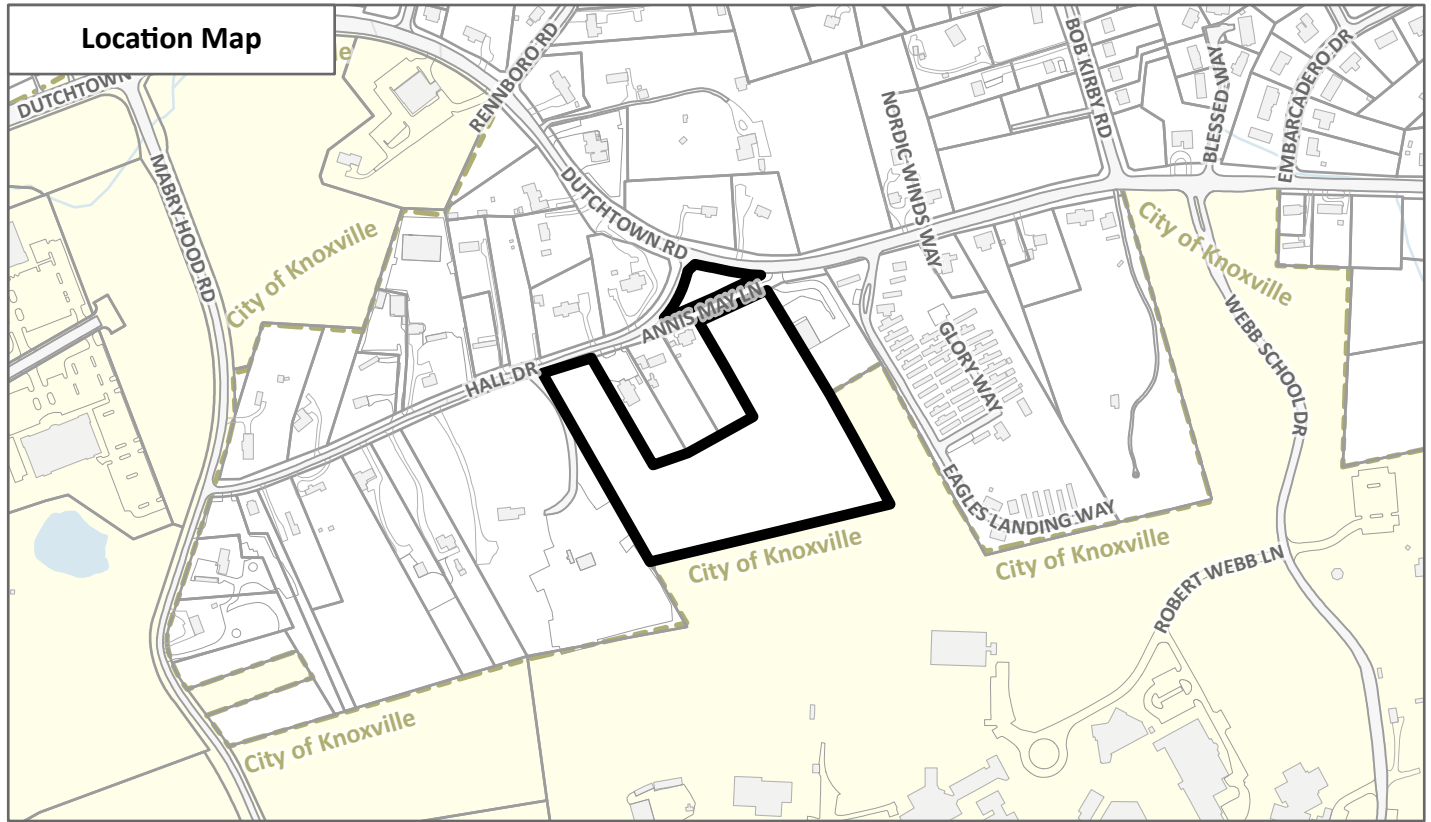 Location Map
le
DUTCHTOWN
RENNBORO RD
BOB KIRBY RD
BLESSED WAY
EMBARCADERO DR
MABRY HOOD RD
NORDIC WINDS WAY
DUTCHTOWN RD
City of Knoxville
City of Knoxville
ANNIS MAY LN
WEBB SCHOOL DR
GLORY WAY
HALL DR
EAGLES LANDING WAY
City of Knoxville
City of Knoxville
ROBERT WEBB LN
City of Knoxville